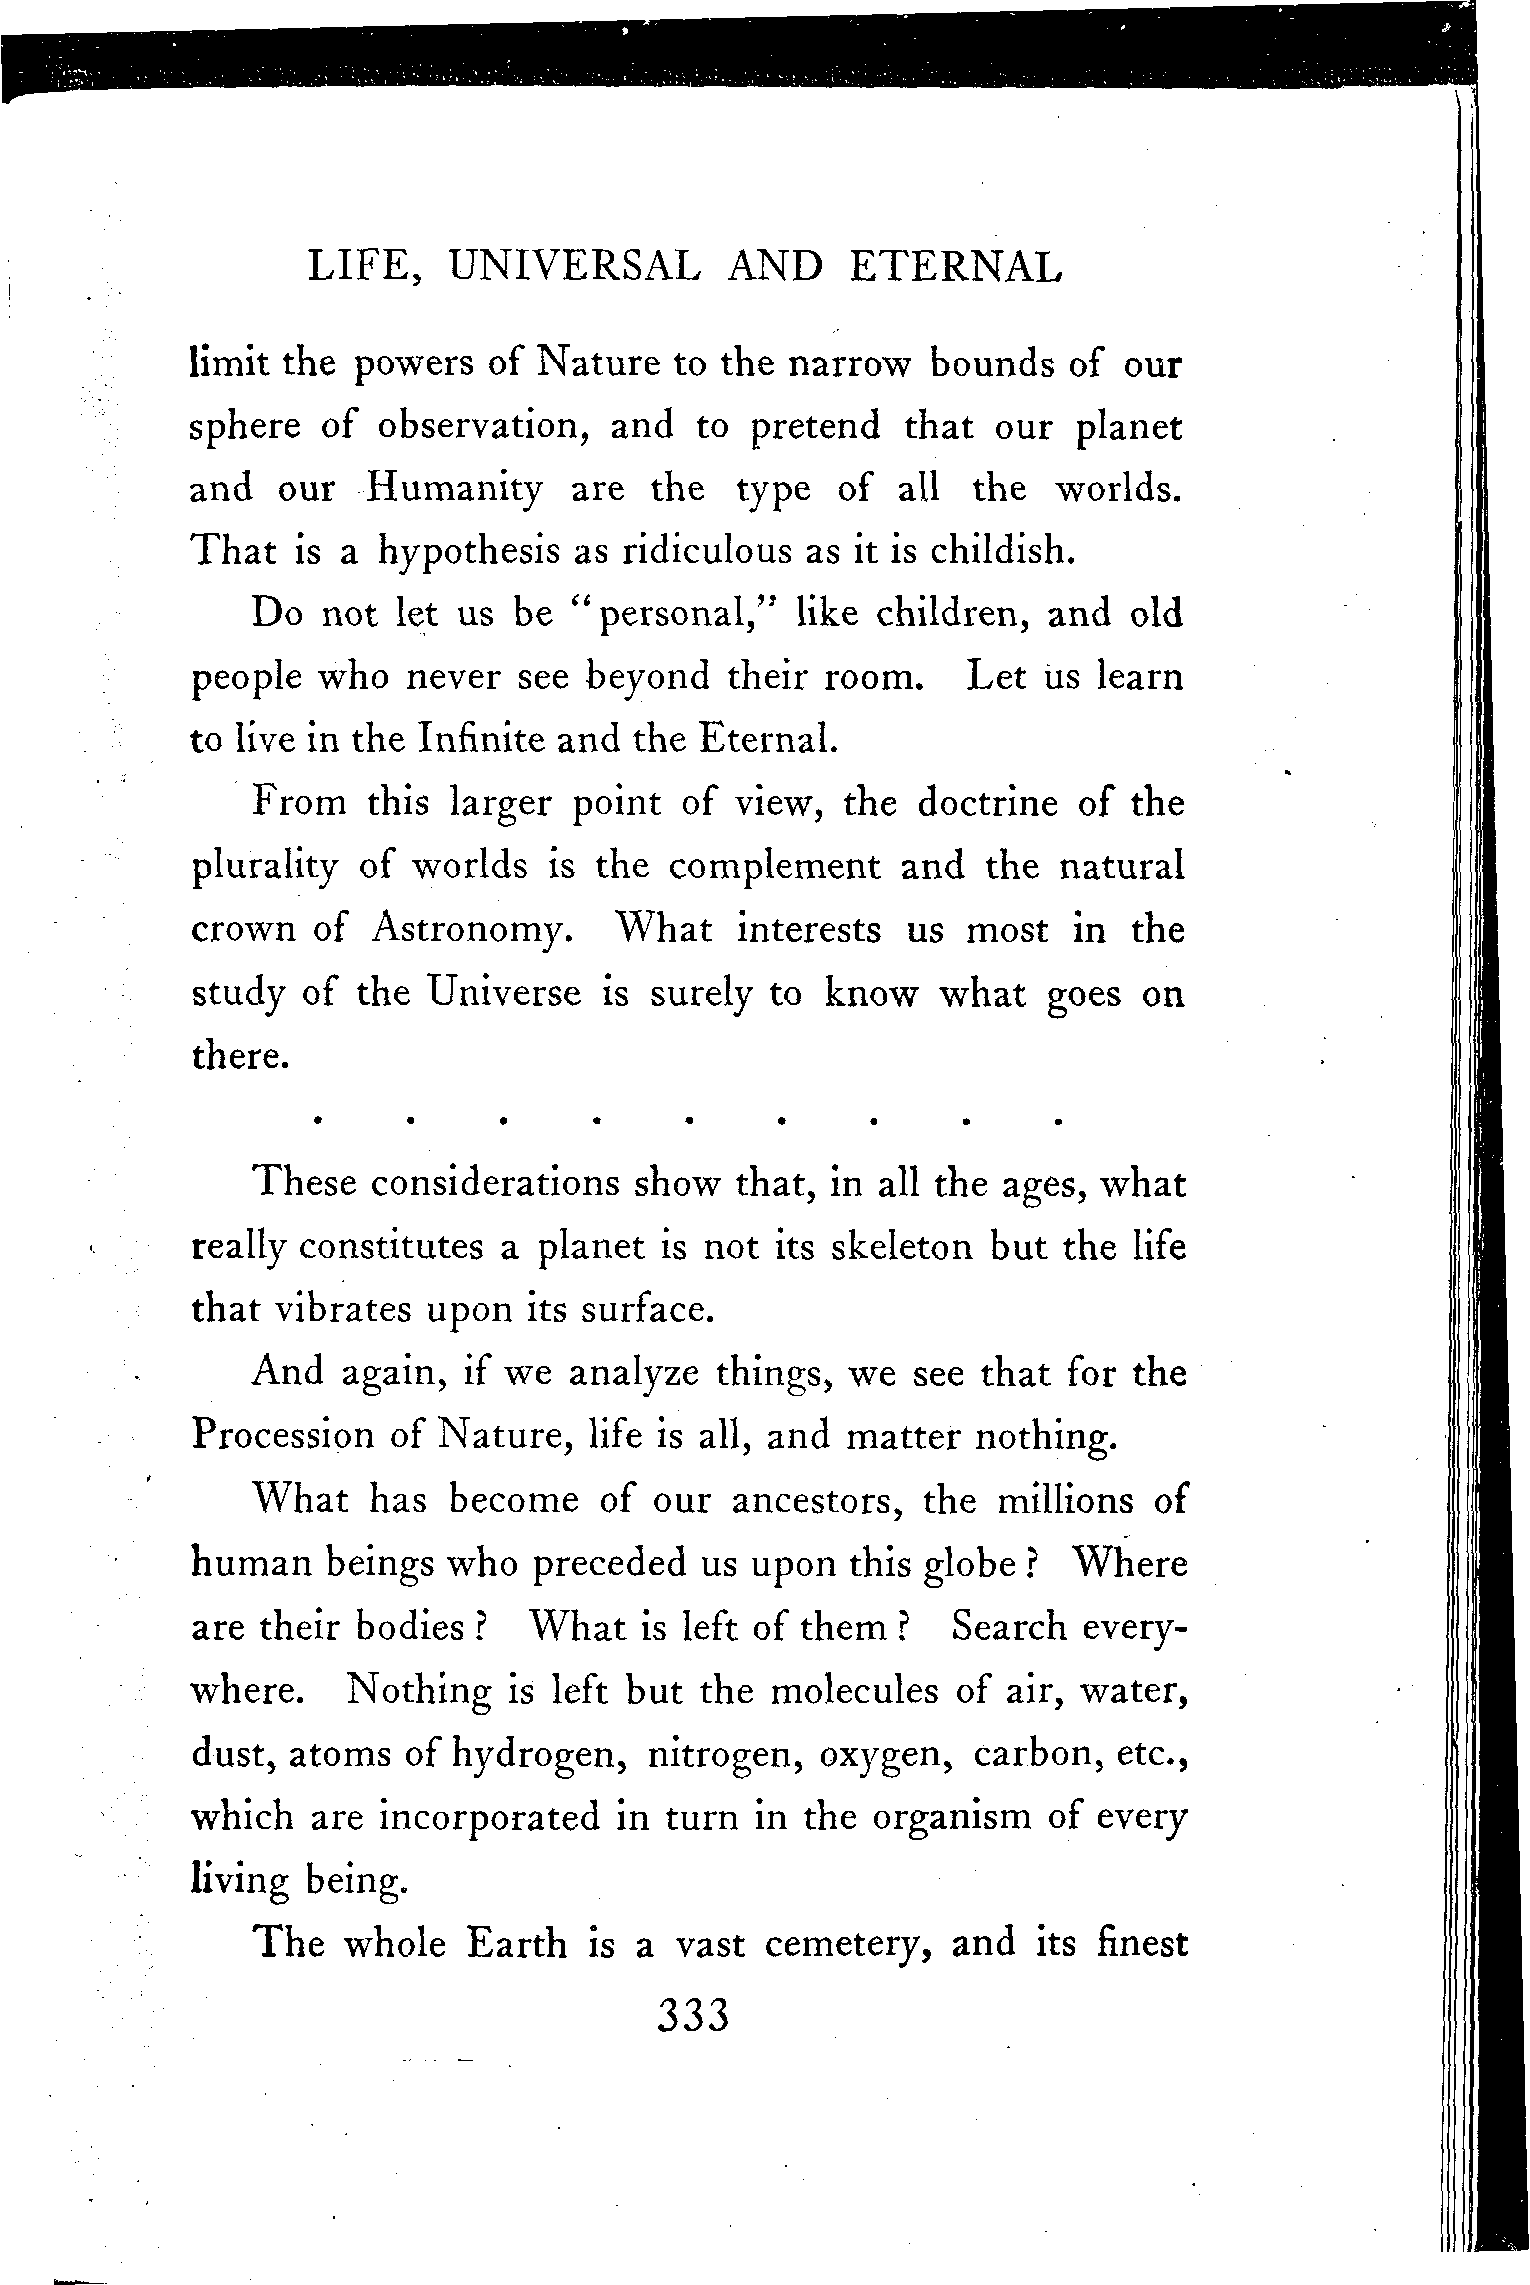 LIFE, UNIVERSAL AND ETERNAL
limit the powers of Nature to the narrow bounds of our
sphere of observation, and to pretend that our planet
and our Humanity are the type of all the worlds.
That is a hypothesis as ridiculous as it is childish.
Do not let us be "personal," like children, and old
people who never see beyond their room. Let us learn
to live in the Infinite and the Eternal.
From this larger point of view, the doctrine of the
plurality of worlds is the complement and the natural
crown of Astronomy. What interests us most in the
study of the Universe is surely to know what goes on
there.
. . . . . . . . .
These considerations show that, in all the ages, what
really constitutes a planet is not its skeleton but the life
that vibrates upon its surface.
And again, if we analyze things, we see that for the
Procession of Nature, life is all, and matter nothing.
What has become of our ancestors, the millions of
human beings who preceded us upon this globe? Where
are their bodies? What is left of them? Search every-
where. Nothing is left but the molecules of air, water,
dust, atoms of hydrogen, nitrogen, oxygen, carbon, etc.,
which are incorporated in turn in the organism of every
living being.
The whole Earth is a vast cemetery, and its finest
333